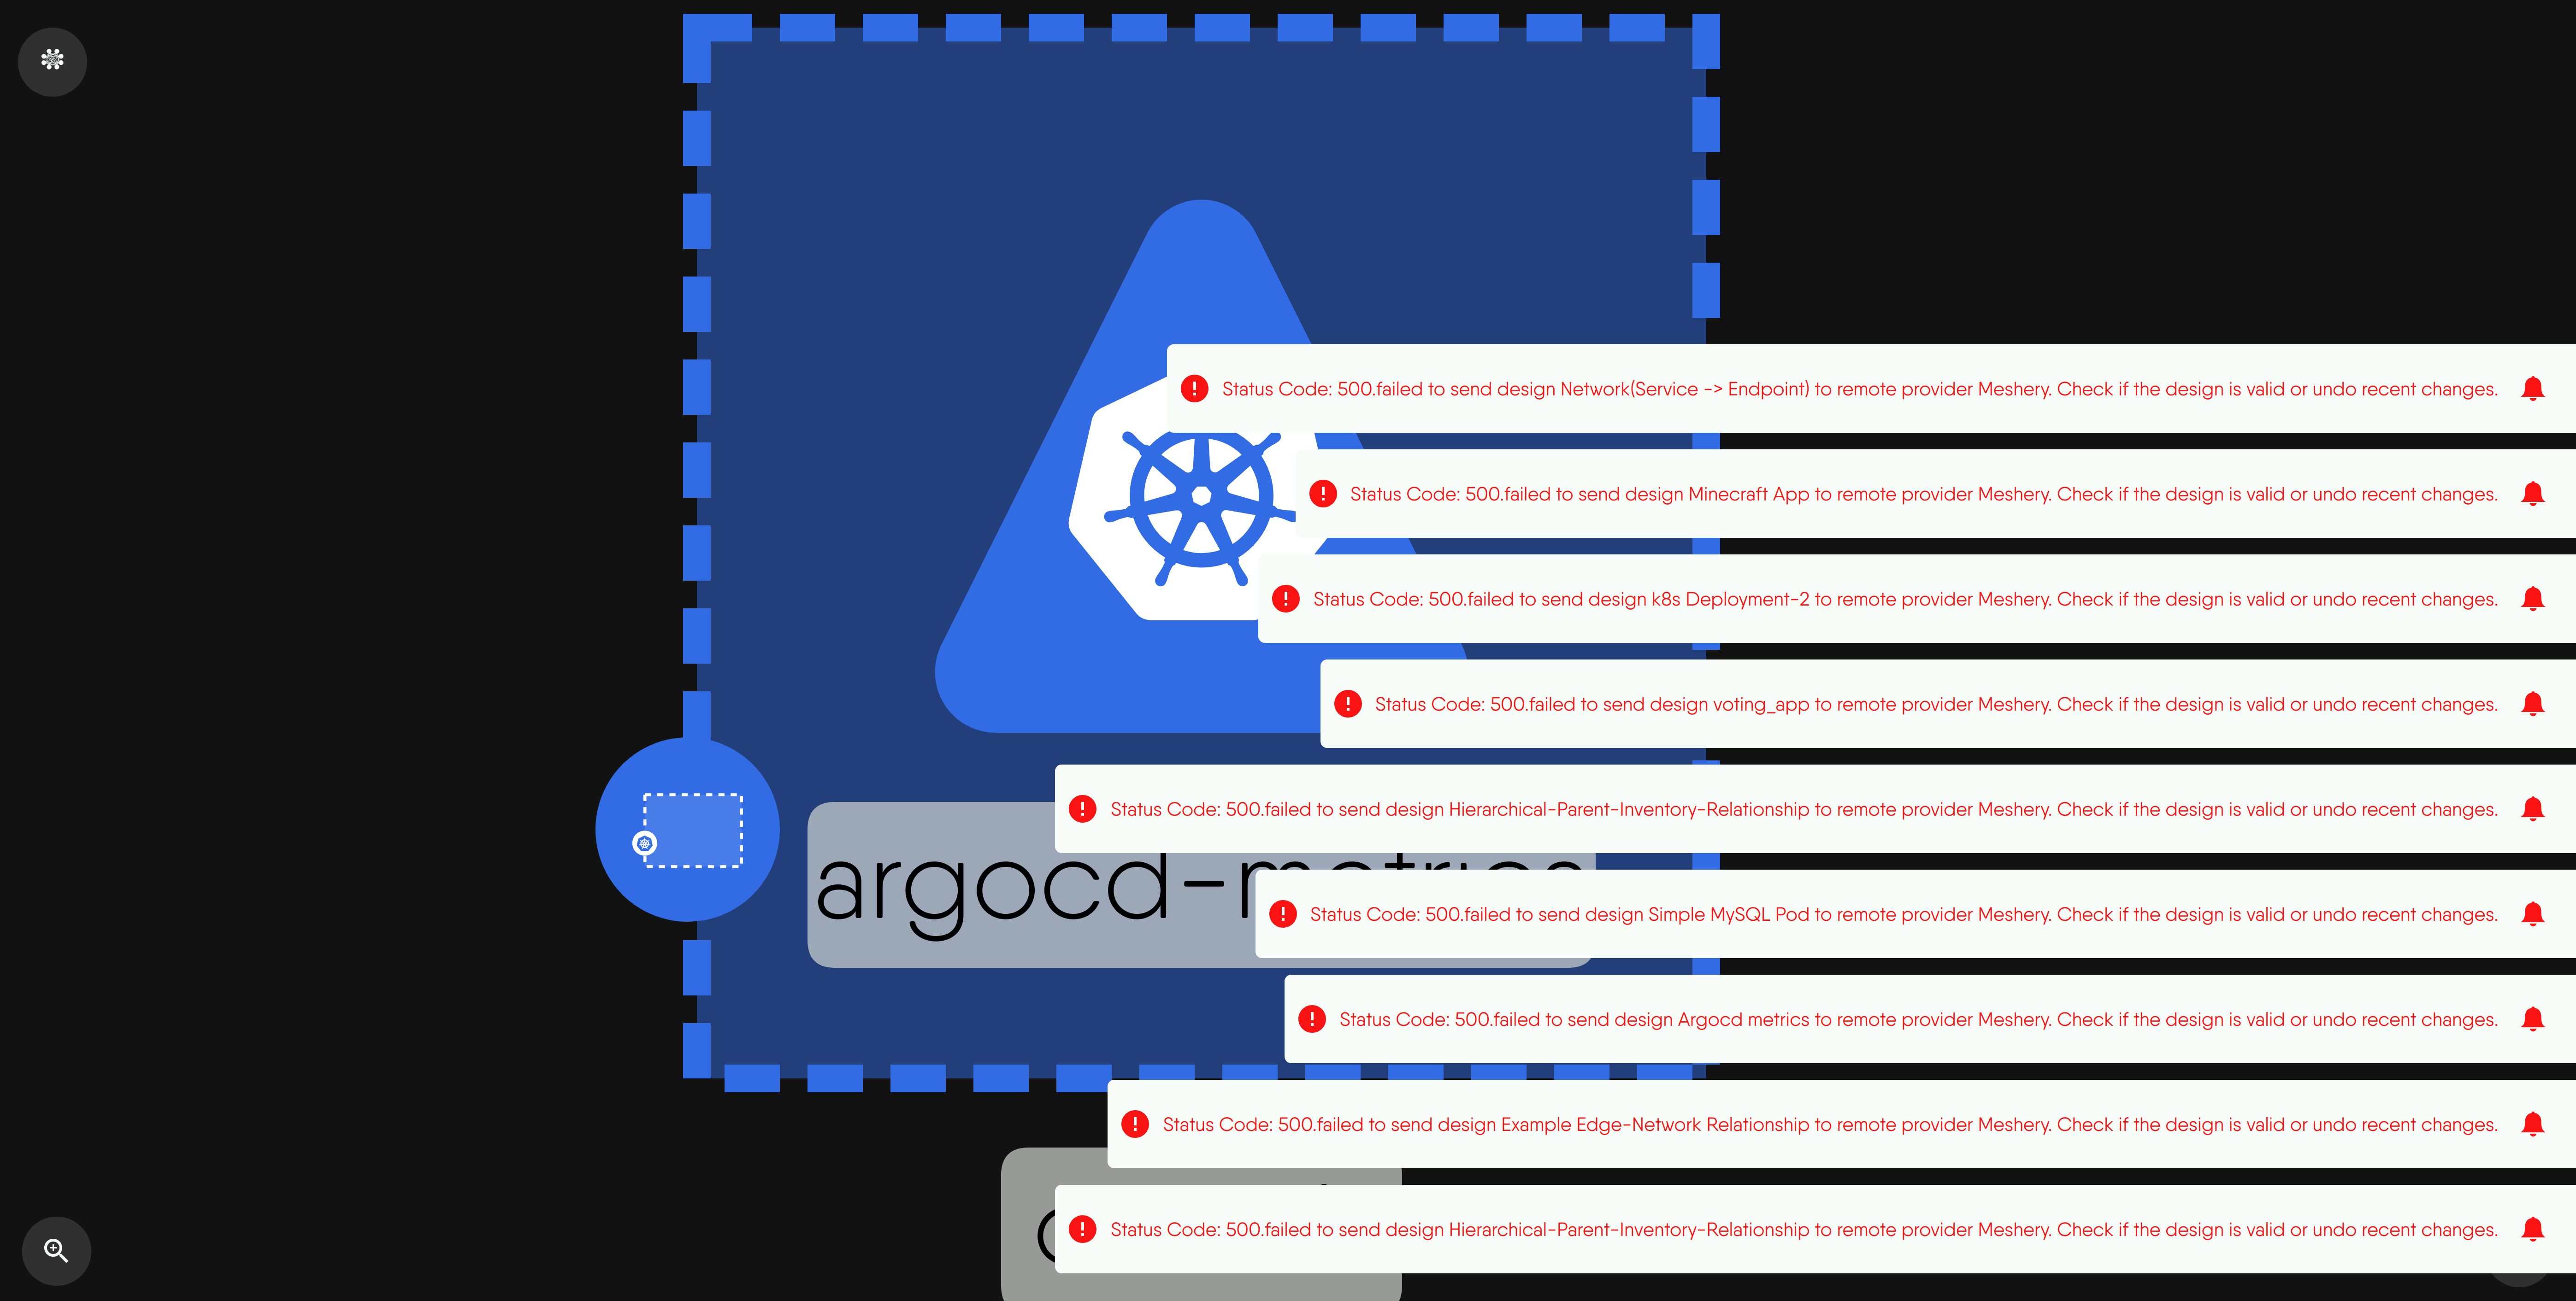 Status Code: 500.failed to send design Network(Service -> Endpoint) to remote provider Meshery. Check if the design is valid or undo recent changes.
Status Code: 500.failed to send design Minecraft App to remote provider Meshery. Check if the design is valid or undo recent changes.
Status Code: 500.failed to send design k8s Deployment-2 to remote provider Meshery. Check if the design is valid or undo recent changes.
Status Code: 500.failed to send design voting_app to remote provider Meshery. Check if the design is valid or undo recent changes.
Status Code: 500.failed to send design Hierarchical-Parent-Inventory-Relationship to remote provider Meshery. Check if the design is valid or undo recent changes.
argocd-metrics
Status Code: 500.failed to send design Simple MySQL Pod to remote provider Meshery. Check if the design is valid or undo recent changes.
Status Code: 500.failed to send design Argocd metrics to remote provider Meshery. Check if the design is valid or undo recent changes.
Status Code: 500.failed to send design Example Edge-Network Relationship to remote provider Meshery. Check if the design is valid or undo recent changes.
Status Code: 500.failed to send design Hierarchical-Parent-Inventory-Relationship to remote provider Meshery. Check if the design is valid or undo recent changes.